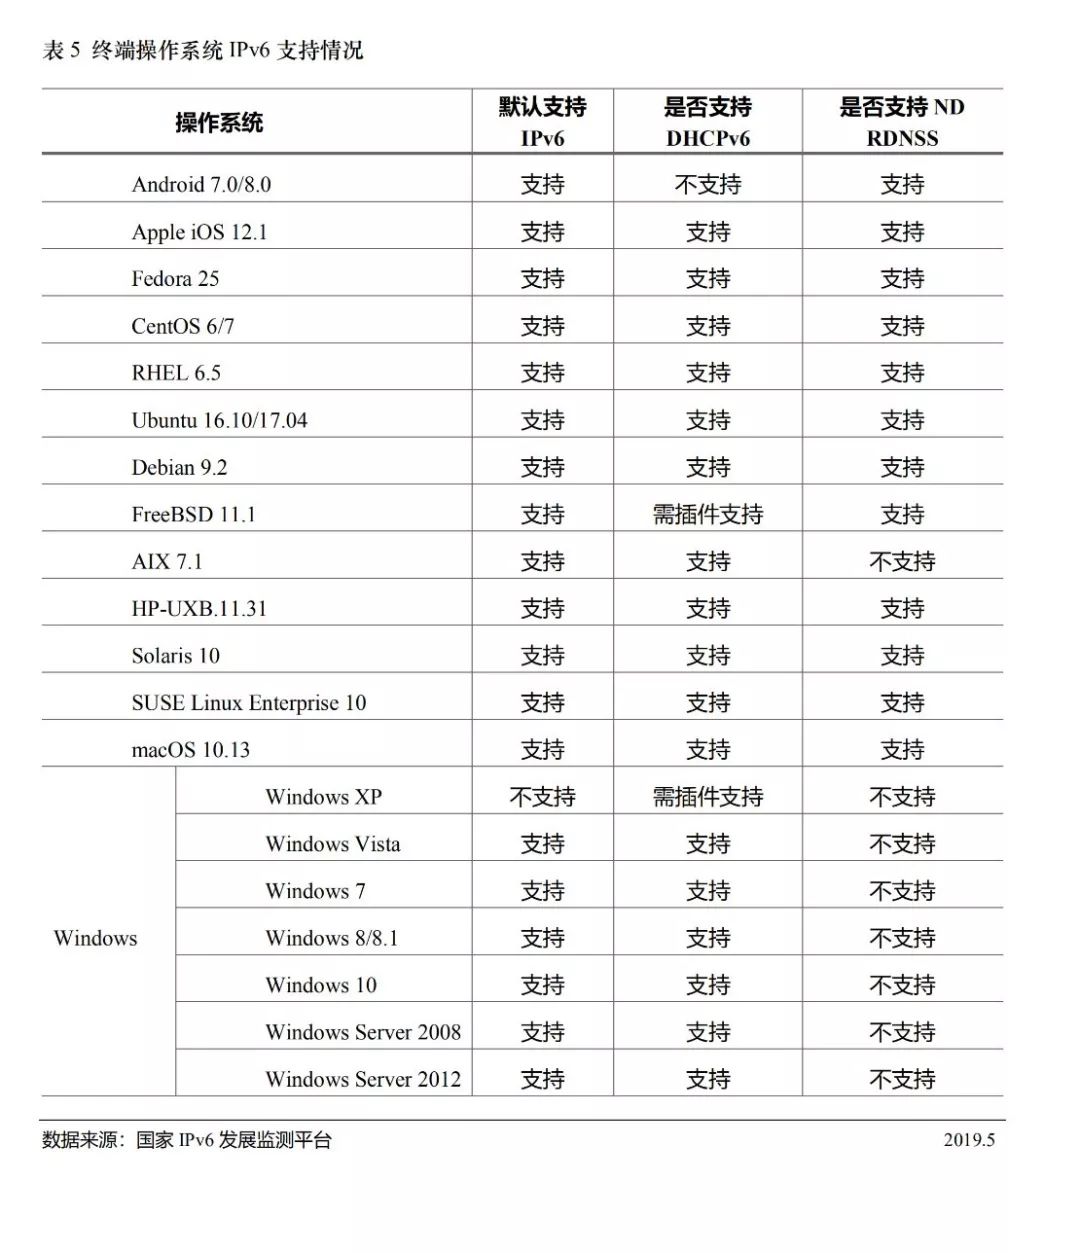 表 5 终端操作系统 IPv6 支持情况
操作系统 默认支持 IPv6 是否支持 DHCPv6 是否支持 ND RDNSS
Android 7.0/8.0 支持 不支持 支持
Apple iOS 12.1 支持 支持 支持
Fedora 25 支持 支持 支持
CentOS 6/7 支持 支持 支持
RHEL 6.5 支持 支持 支持
Ubuntu 16.10/17.04 支持 支持 支持
Debian 9.2 支持 支持 支持
FreeBSD 11.1 支持 需插件支持 支持
AIX 7.1 支持 支持 不支持
HP-UXB.11.31 支持 支持 支持
Solaris 10 支持 支持 支持
SUSE Linux Enterprise 10 支持 支持 支持
macOS 10.13 支持 支持 支持
Windows
Windows XP 不支持 需插件支持 不支持
Windows Vista 支持 支持 不支持
Windows 7 支持 支持 不支持
Windows 8/8.1 支持 支持 不支持
Windows 10 支持 支持 不支持
Windows Server 2008 支持 支持 不支持
Windows Server 2012 支持 支持 不支持
数据来源：国家 IPv6 发展监测平台 2019.5